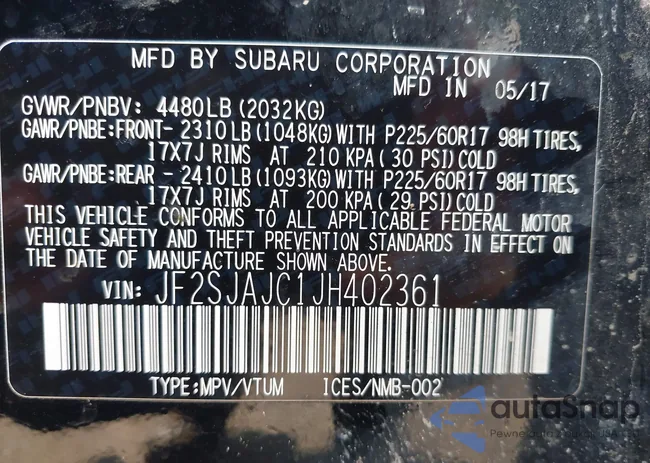 MFD BY SUBARU CORPORATION
MFD IN 05/17
GVWR/PNBV: 4480LB(2032KG)
GAWR/PNBE:FRONT- 2310LB(1048KG)WITH P225/60R17 98H TIRES,
17X7J RIMS AT 210 KPA(30 PSI)COLD
GAWR/PNBE:REAR - 2410LB(1093KG)WITH P225/60R17 98H TIRES,
17X7J RIMS AT 200 KPA(29 PSI)COLD
THIS VEHICLE CONFORMS TO ALL APPLICABLE FEDERAL MOTOR
VEHICLE SAFETY AND THEFT PREVENTION STANDARDS IN EFFECT ON
THE DATE OF MANUFACTURE SHOWN ABOVE.
VIN: JF2SJAJC1JH402361
TYPE:MPV/VTUM ICES/NMB-002
autoSnap